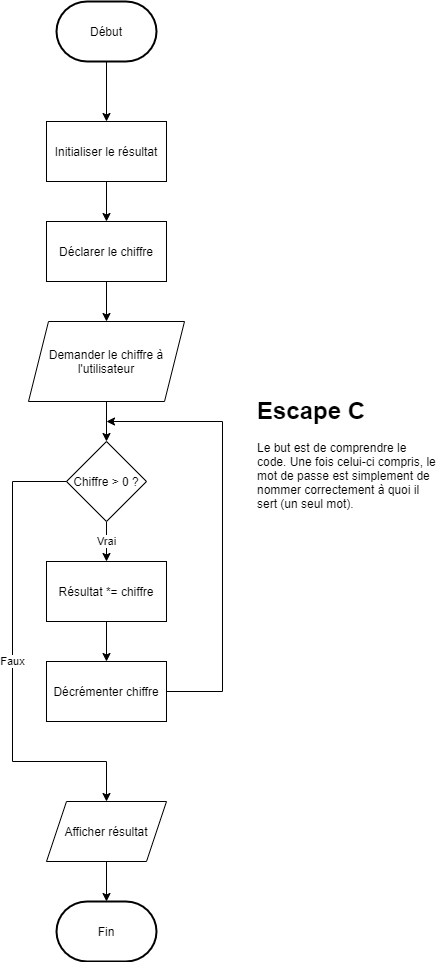 Début
Initialiser le résultat
Déclarer le chiffre
Demander le chiffre à
l'utilisateur
Escape C
Le but est de comprendre le
code. Une fois celui-ci compris, le
mot de passe est simplement de
nommer correctement à quoi il
sert (un seul mot).
Chiffre > 0 ?
Vrai
Résultat *= chiffre
Faux
Décrémenter chiffre
Afficher résultat
Fin